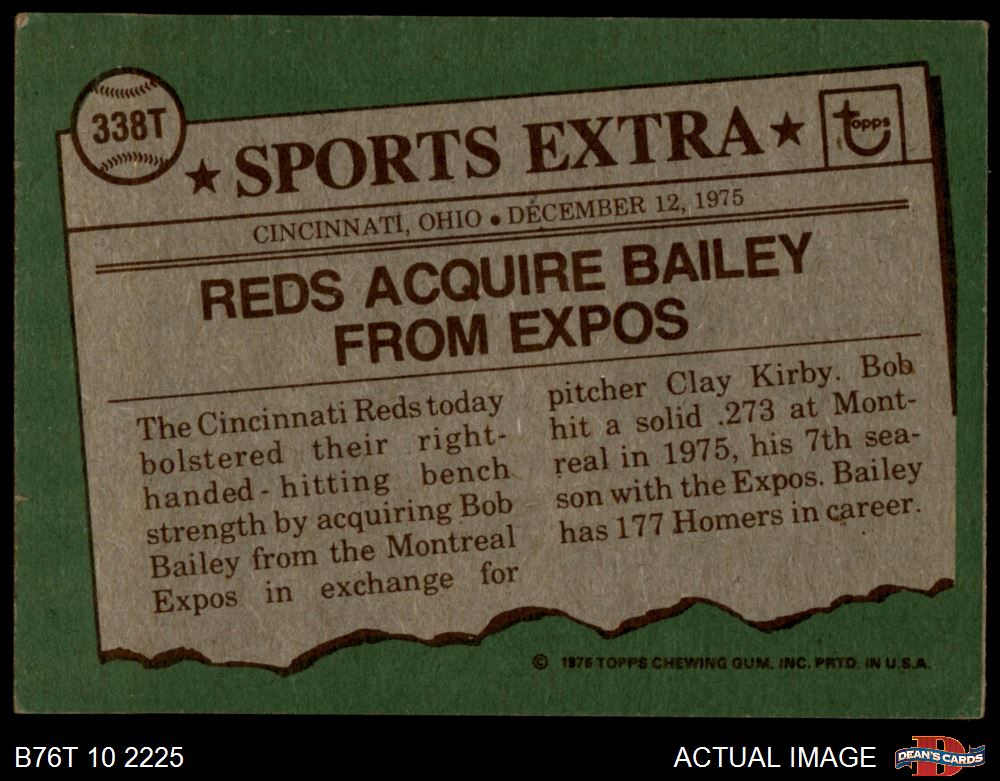 338T
★ SPORTS EXTRA ★
topps
CINCINNATI, OHIO • DECEMBER 12, 1975
REDS ACQUIRE BAILEY
FROM EXPOS
The Cincinnati Reds today
bolstered their right-
handed-hitting bench
strength by acquiring Bob
Bailey from the Montreal
Expos in exchange for
pitcher Clay Kirby. Bob
hit a solid .273 at Mont-
real in 1975, his 7th sea-
son with the Expos. Bailey
has 177 Homers in career.
© 1976 TOPPS CHEWING GUM, INC. PRTD. IN U.S.A.
B76T 10 2225
ACTUAL IMAGE
D
DEAN'S CARDS